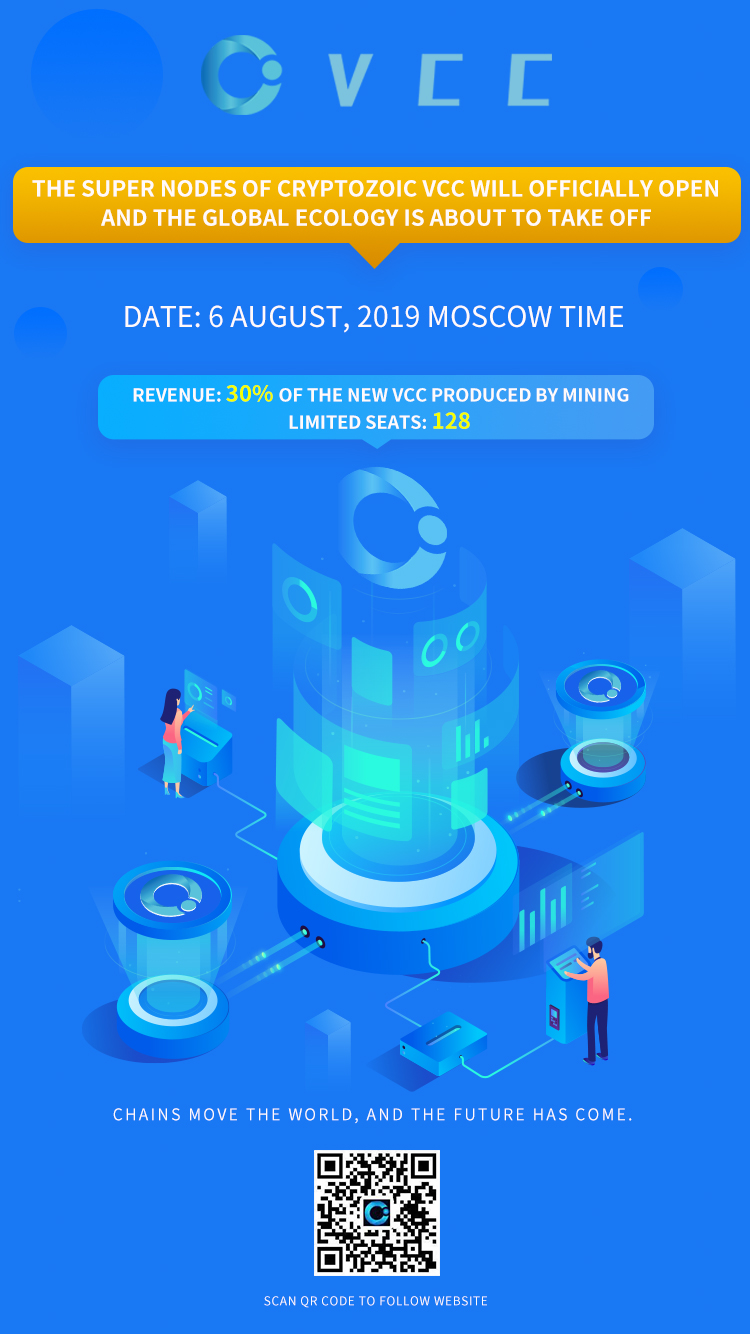 VCC
THE SUPER NODES OF CRYPTOZOIC VCC WILL OFFICIALLY OPEN
AND THE GLOBAL ECOLOGY IS ABOUT TO TAKE OFF
DATE: 6 AUGUST, 2019 MOSCOW TIME
REVENUE: 30% OF THE NEW VCC PRODUCED BY MINING
LIMITED SEATS: 128
CHAINS MOVE THE WORLD, AND THE FUTURE HAS COME.
SCAN QR CODE TO FOLLOW WEBSITE